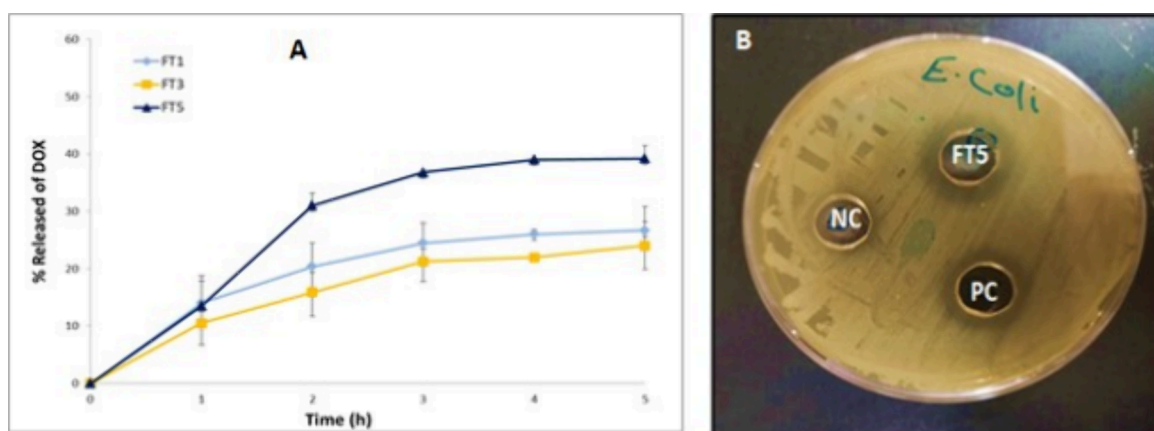 A
FT1
FT3
FT5
60
50
40
30
20
10
0
% Released of DOX
0 1 2 3 4 5
Time (h)
B
E. Coli
FT5
NC
PC